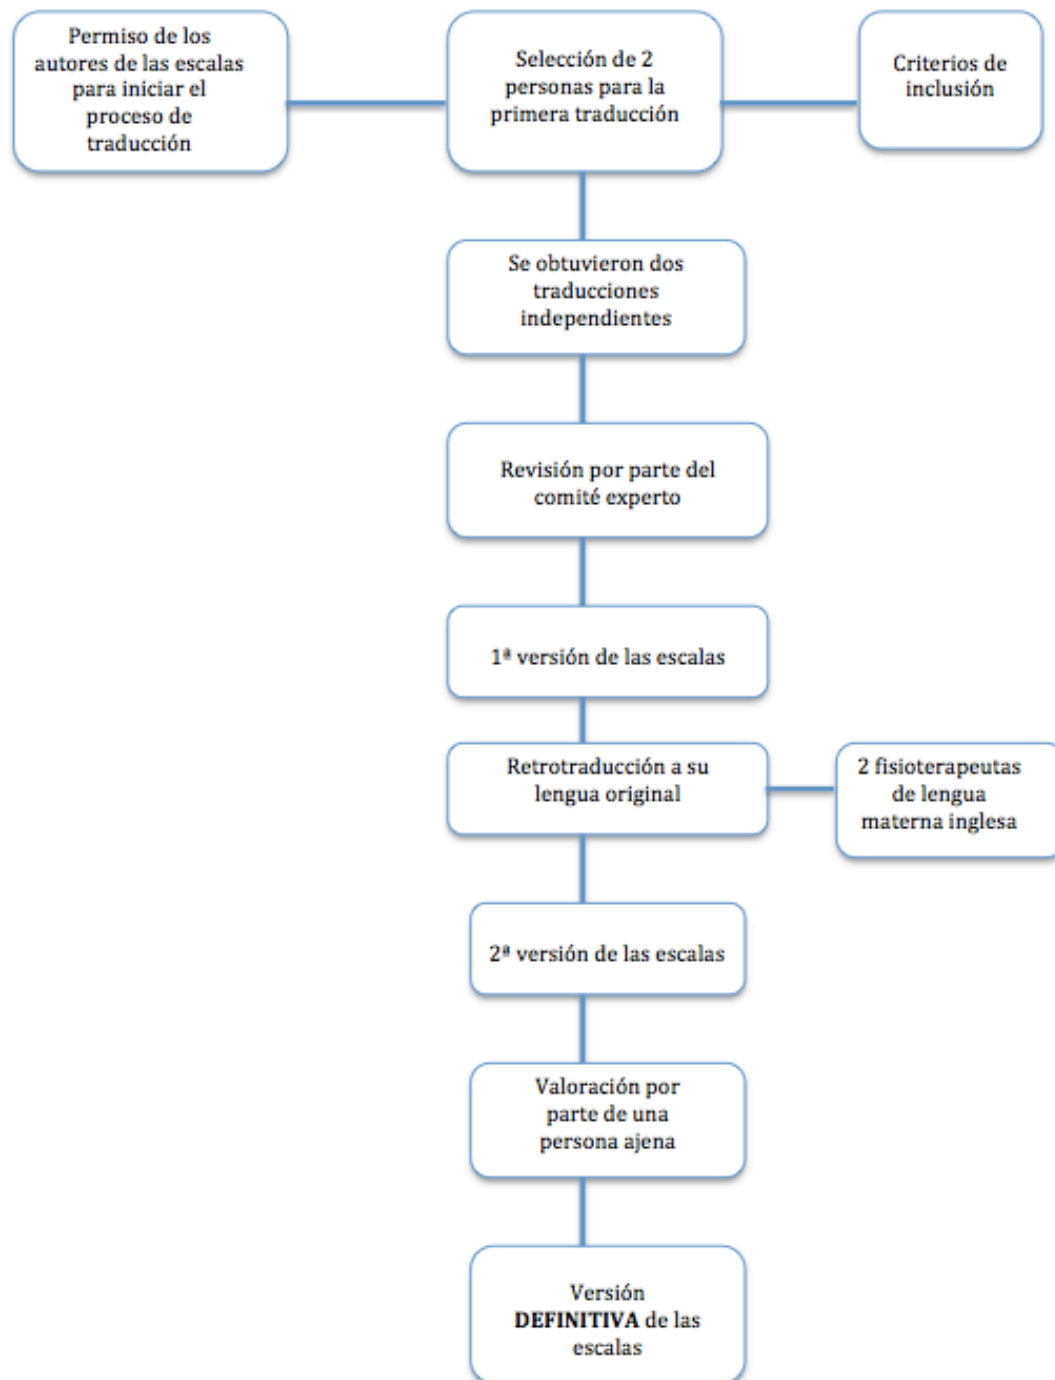 Permiso de los
autores de las escalas
para iniciar el
proceso de
traducción
Selección de 2
personas para la
primera traducción
Criterios de
inclusión
Se obtuvieron dos
traducciones
independientes
Revisión por parte del
comité experto
1ª versión de las escalas
Retrotraducción a su
lengua original
2 fisioterapeutas
de lengua
materna inglesa
2ª versión de las escalas
Valoración por
parte de una
persona ajena
Versión
DEFINITIVA de las
escalas